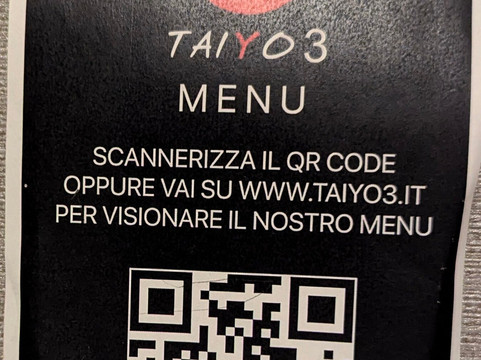 TAIYO3
MENU
SCANNERIZZA IL QR CODE
OPPURE VAI SU WWW.TAIYO3.IT
PER VISIONARE IL NOSTRO MENU